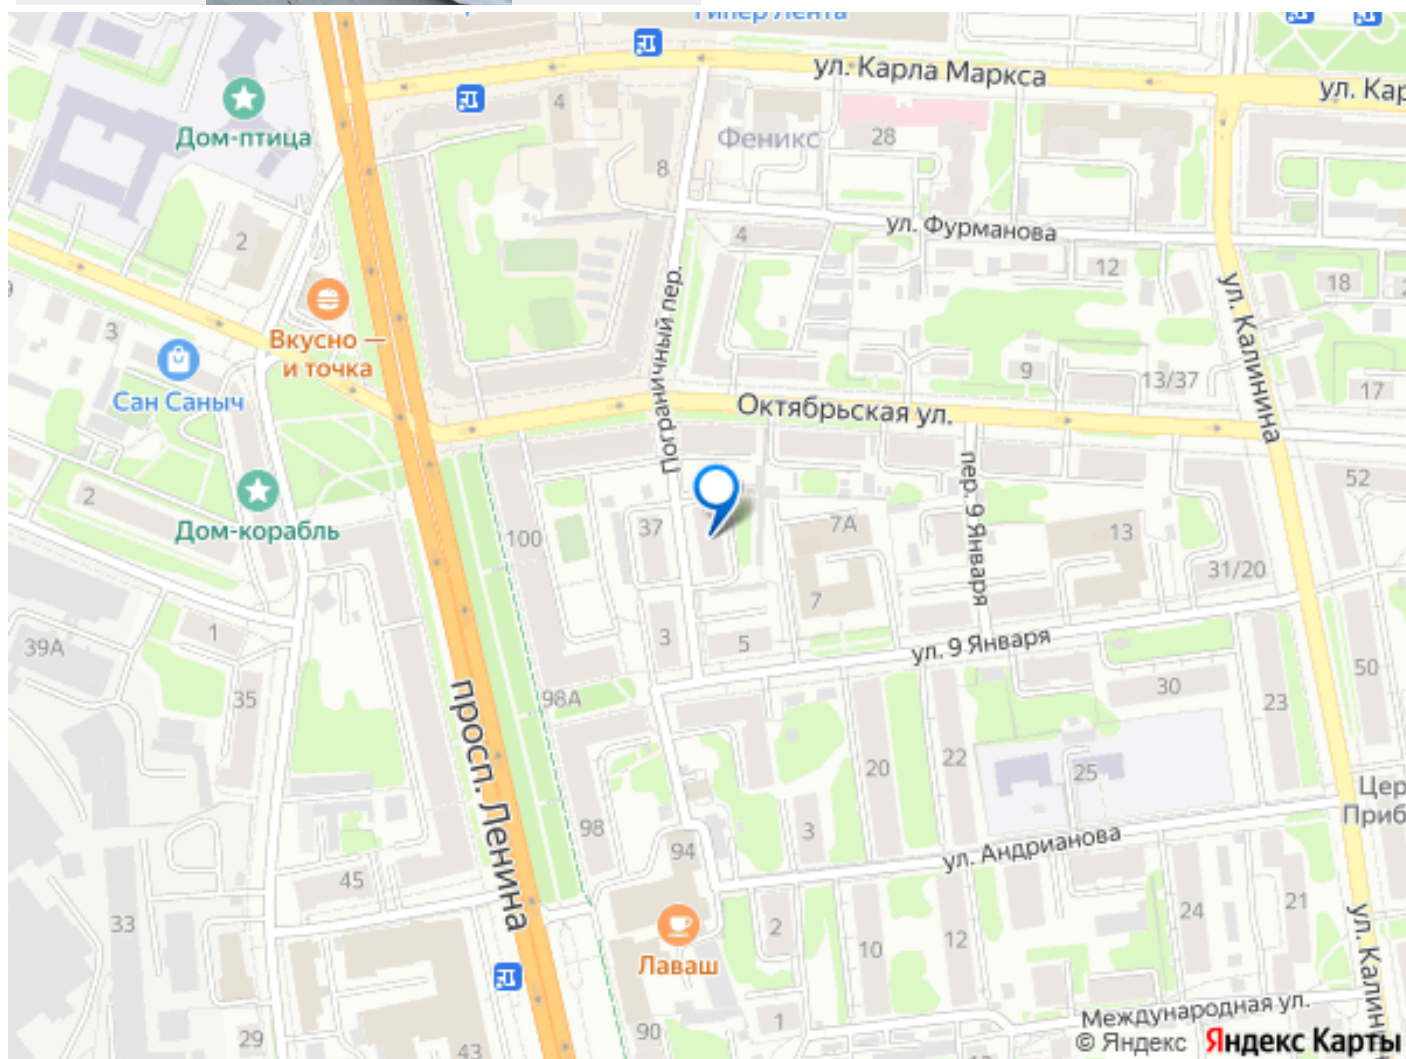 Гипер Лента
ул. Карла Маркса
ул. Кар
4
Дом-птица
Феникс
28
8
2
4
ул. Фурманова
12
18
Пограничный пер.
ул. Калинина
3
Вкусно —
и точка
9
13/37
17
Сан Саныч
Октябрьская ул.
52
2
Дом-корабль
100
37
7А
пер. 9 Января
13
31/20
7
1
39А
3
5
ул. 9 Января
50
35
98А
30
23
просп. Ленина
20
22
25
Цер
Приб
98
3
94
ул. Андрианова
45
33
2
10
12
24
21
ул. Калин
Лаваш
29
43
90
1
Международная ул.
© Яндекс Яндекс Карты